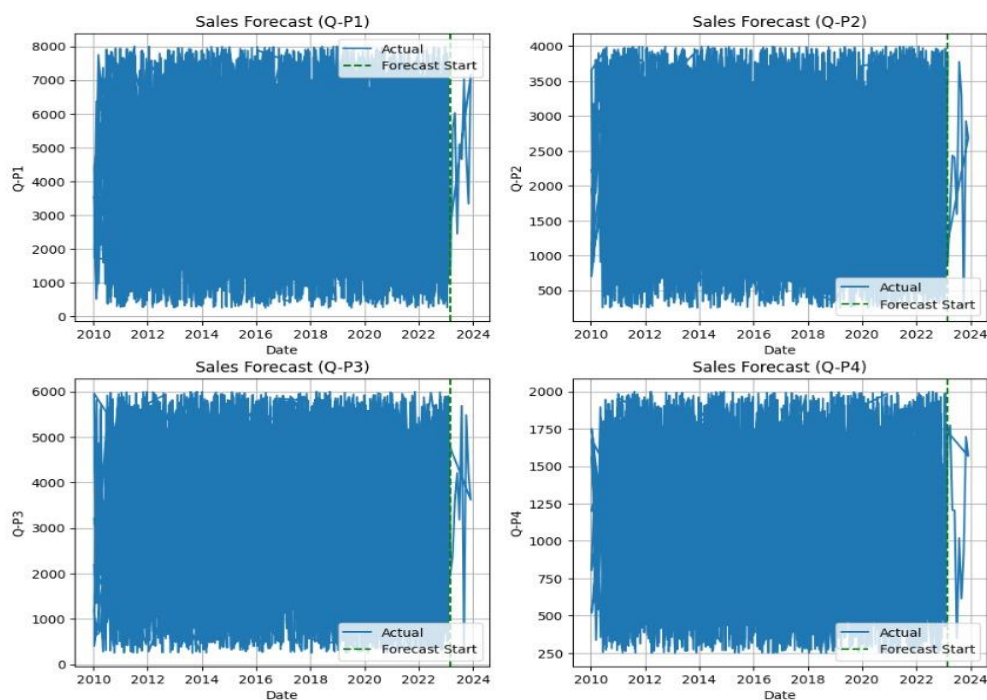 Sales Forecast (Q-P1)
8000
7000
6000
5000
4000
3000
2000
1000
0
Q-P1
Actual
Forecast Start
2010 2012 2014 2016 2018 2020 2022 2024
Date
Sales Forecast (Q-P2)
4000
3500
3000
2500
2000
1500
1000
500
Q-P2
Actual
Forecast Start
2010 2012 2014 2016 2018 2020 2022 2024
Date
Sales Forecast (Q-P3)
6000
5000
4000
3000
2000
1000
0
Q-P3
Actual
Forecast Start
2010 2012 2014 2016 2018 2020 2022 2024
Date
Sales Forecast (Q-P4)
2000
1750
1500
1250
1000
750
500
250
Q-P4
Actual
Forecast Start
2010 2012 2014 2016 2018 2020 2022 2024
Date